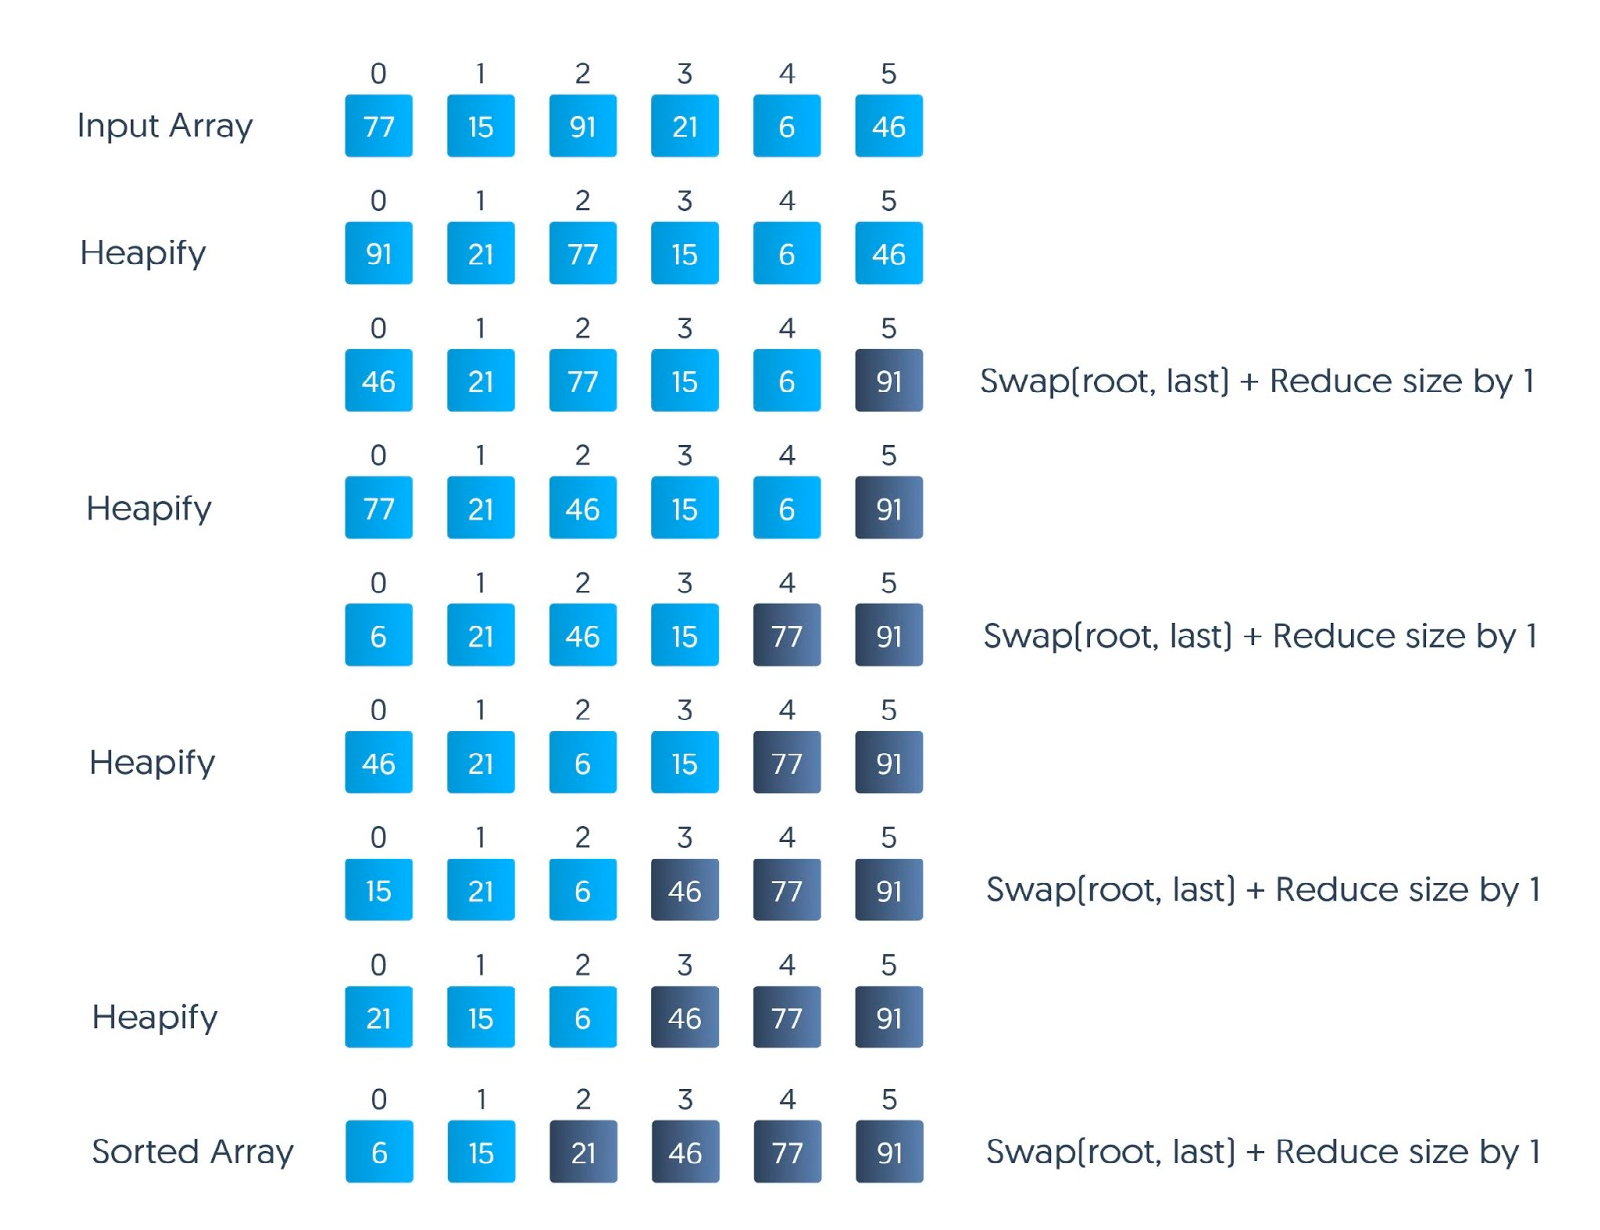 0 1 2 3 4 5
Input Array 77 15 91 21 6 46
0 1 2 3 4 5
Heapify 91 21 77 15 6 46
0 1 2 3 4 5
46 21 77 15 6 91 Swap(root, last) + Reduce size by 1
0 1 2 3 4 5
Heapify 77 21 46 15 6 91
0 1 2 3 4 5
6 21 46 15 77 91 Swap(root, last) + Reduce size by 1
0 1 2 3 4 5
Heapify 46 21 6 15 77 91
0 1 2 3 4 5
15 21 6 46 77 91 Swap(root, last) + Reduce size by 1
0 1 2 3 4 5
Heapify 21 15 6 46 77 91
0 1 2 3 4 5
Sorted Array 6 15 21 46 77 91 Swap(root, last) + Reduce size by 1